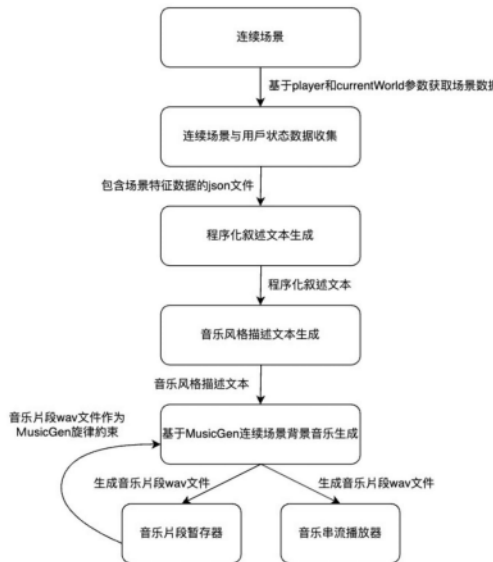 连续场景
基于player和currentWorld参数获取场景数据
连续场景与用戶状态数据收集
包含场景特征数据的json文件
程序化叙述文本生成
程序化叙述文本
音乐风格描述文本生成
音乐风格描述文本
音乐片段wav文件作为
MusicGen旋律約束
基于MusicGen连续场景背景音乐生成
生成音乐片段wav文件
生成音乐片段wav文件
音乐片段暂存器
音乐串流播放器